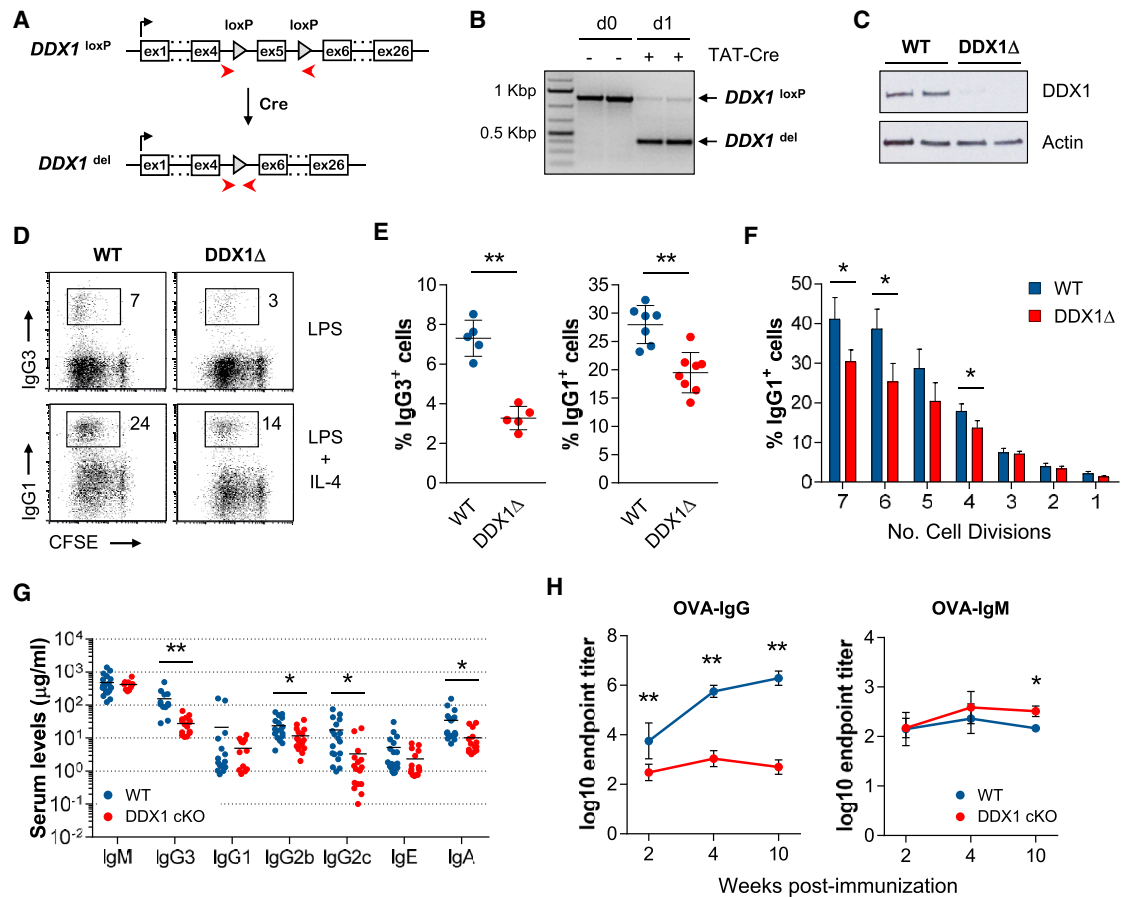 A
loxP loxP
DDX1 loxP
ex1 ex4 ex5 ex6 ex26
Cre
DDX1 del
ex1 ex4 ex6 ex26
B
d0 d1
- - + + TAT-Cre
1 Kbp
DDX1 loxP
0.5 Kbp
DDX1 del
C
WT DDX1Δ
DDX1
Actin
D
WT DDX1Δ
7 3
LPS
IgG3
24 14
LPS
+
IL-4
IgG1
CFSE
E
% IgG3+ cells
10
8
6
4
2
0
**
WT DDX1Δ
% IgG1+ cells
35
30
25
20
15
10
5
0
**
WT DDX1Δ
F
% IgG1+ cells
50
40
30
20
10
0
* * *
WT
DDX1Δ
7 6 5 4 3 2 1
No. Cell Divisions
G
Serum levels (µg/ml)
10^4
10^3
10^2
10^1
10^0
10^-1
10^-2
** * * *
WT
DDX1 cKO
IgM IgG3 IgG1 IgG2b IgG2c IgE IgA
H
OVA-IgG
log10 endpoint titer
8
6
4
2
0
** ** **
2 4 10
OVA-IgM
log10 endpoint titer
4
3
2
1
0
*
WT
DDX1 cKO
2 4 10
Weeks post-immunization